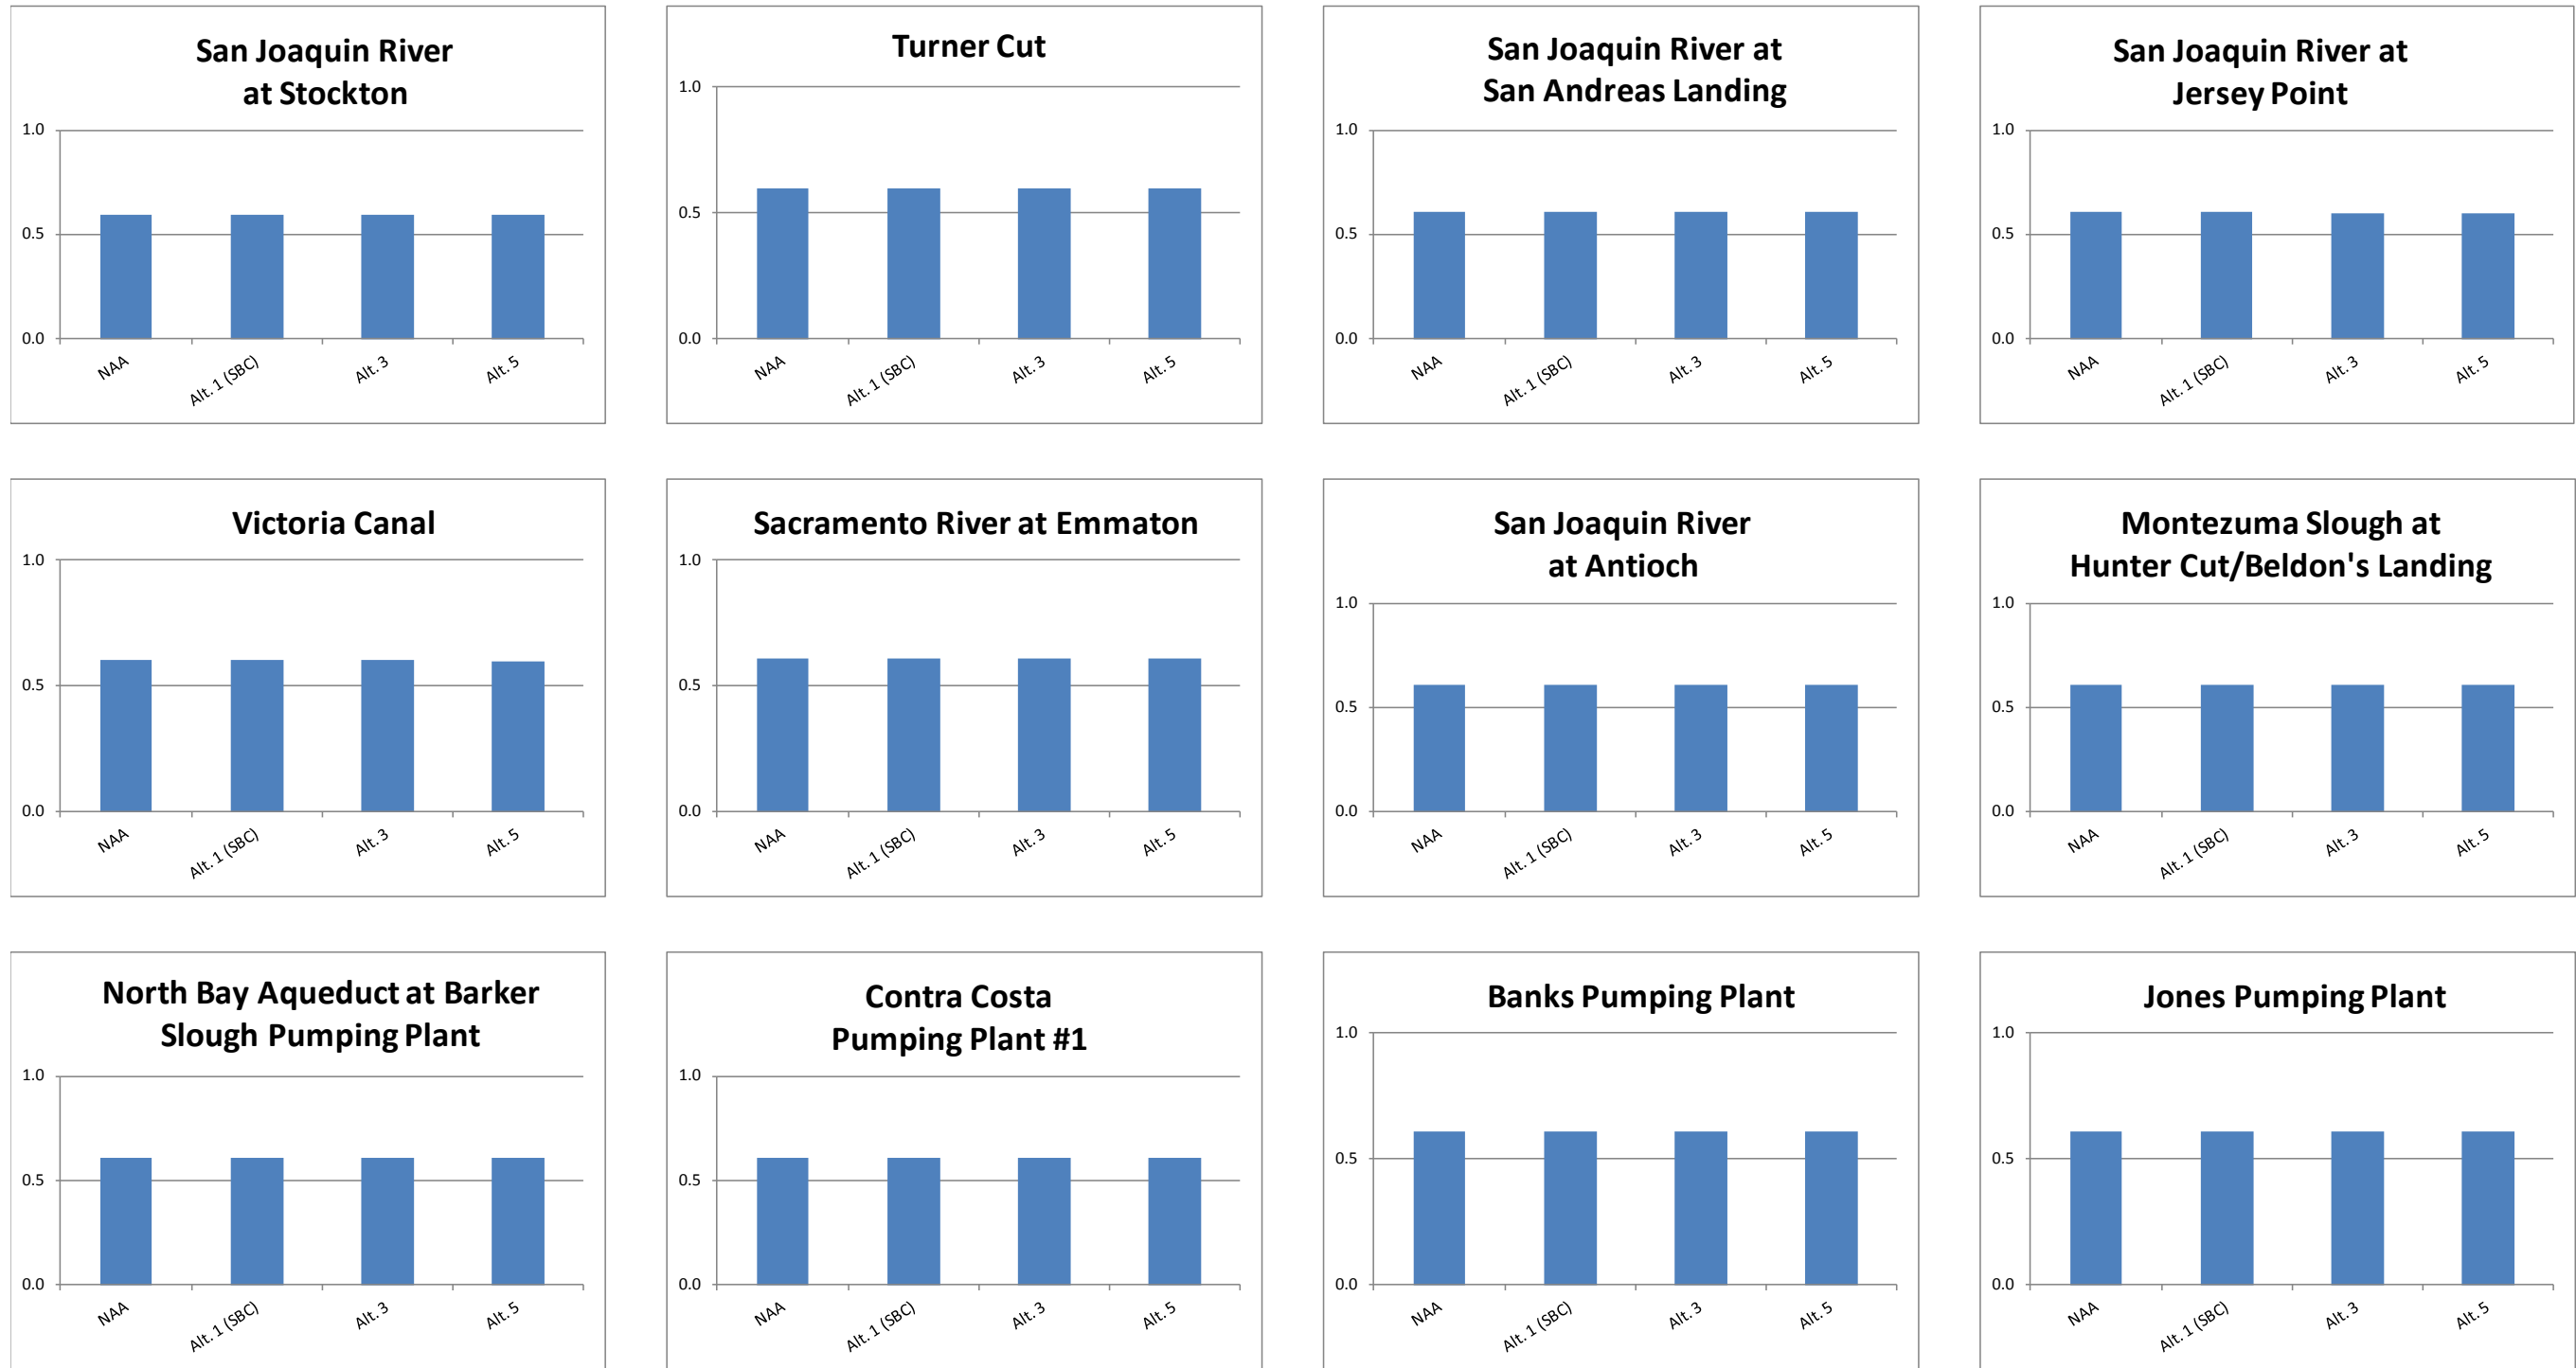 San Joaquin River
at Stockton
1.0
0.5
0.0
NAA
Alt. 1 (SBC)
Alt. 3
Alt. 5
Turner Cut
1.0
0.5
0.0
NAA
Alt. 1 (SBC)
Alt. 3
Alt. 5
San Joaquin River at
San Andreas Landing
1.0
0.5
0.0
NAA
Alt. 1 (SBC)
Alt. 3
Alt. 5
San Joaquin River at
Jersey Point
1.0
0.5
0.0
NAA
Alt. 1 (SBC)
Alt. 3
Alt. 5
Victoria Canal
1.0
0.5
0.0
NAA
Alt. 1 (SBC)
Alt. 3
Alt. 5
Sacramento River at Emmaton
1.0
0.5
0.0
NAA
Alt. 1 (SBC)
Alt. 3
Alt. 5
San Joaquin River
at Antioch
1.0
0.5
0.0
NAA
Alt. 1 (SBC)
Alt. 3
Alt. 5
Montezuma Slough at
Hunter Cut/Beldon's Landing
1.0
0.5
0.0
NAA
Alt. 1 (SBC)
Alt. 3
Alt. 5
North Bay Aqueduct at Barker
Slough Pumping Plant
1.0
0.5
0.0
NAA
Alt. 1 (SBC)
Alt. 3
Alt. 5
Contra Costa
Pumping Plant #1
1.0
0.5
0.0
NAA
Alt. 1 (SBC)
Alt. 3
Alt. 5
Banks Pumping Plant
1.0
0.5
0.0
NAA
Alt. 1 (SBC)
Alt. 3
Alt. 5
Jones Pumping Plant
1.0
0.5
0.0
NAA
Alt. 1 (SBC)
Alt. 3
Alt. 5